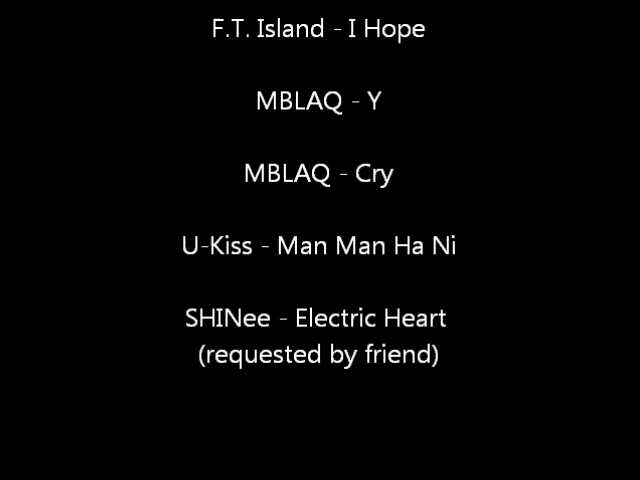 F.T. Island - I Hope
MBLAQ - Y
MBLAQ - Cry
U-Kiss - Man Man Ha Ni
SHINee - Electric Heart
(requested by friend)